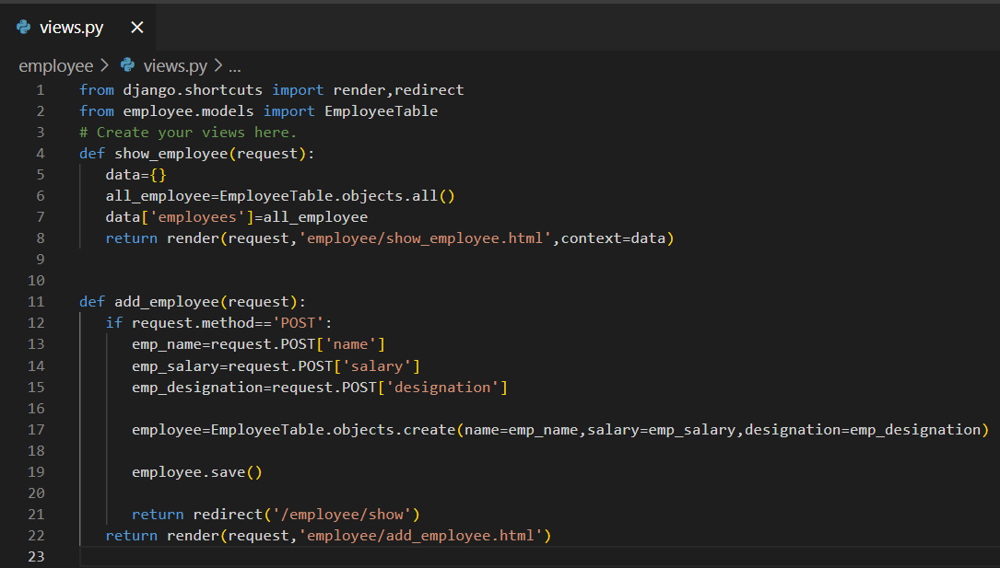 views.py ×
employee > views.py > ...
1 from django.shortcuts import render,redirect
2 from employee.models import EmployeeTable
3 # Create your views here.
4 def show_employee(request):
5    data={}
6    all_employee=EmployeeTable.objects.all()
7    data['employees']=all_employee
8    return render(request,'employee/show_employee.html',context=data)
9
10
11 def add_employee(request):
12    if request.method=='POST':
13       emp_name=request.POST['name']
14       emp_salary=request.POST['salary']
15       emp_designation=request.POST['designation']
16
17       employee=EmployeeTable.objects.create(name=emp_name,salary=emp_salary,designation=emp_designation)
18
19       employee.save()
20
21       return redirect('/employee/show')
22    return render(request,'employee/add_employee.html')
23